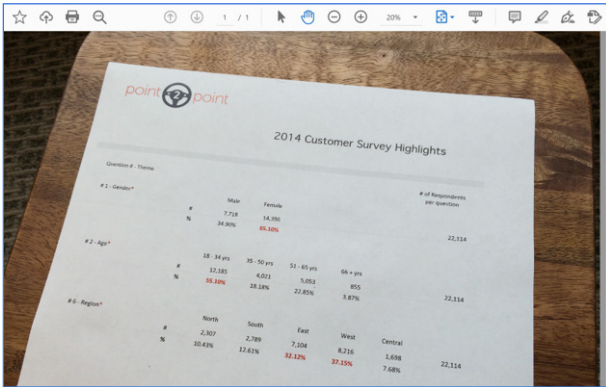 1 / 1 20%
point 2 point
2014 Customer Survey Highlights
Question # - Theme
# of Respondents
per question
# 1 - Gender*
Male Female
# 7,719 14,395 22,114
% 34.90% 65.10%
# 2 - Age*
18 - 34 yrs 35 - 50 yrs 51 - 65 yrs 66 + yrs
# 12,185 4,021 5,053 855 22,114
% 55.10% 18.18% 22.85% 3.87%
# 6 - Region*
North South East West Central
# 2,307 2,789 7,104 8,216 1,698 22,114
% 10.43% 12.61% 32.12% 37.15% 7.68%